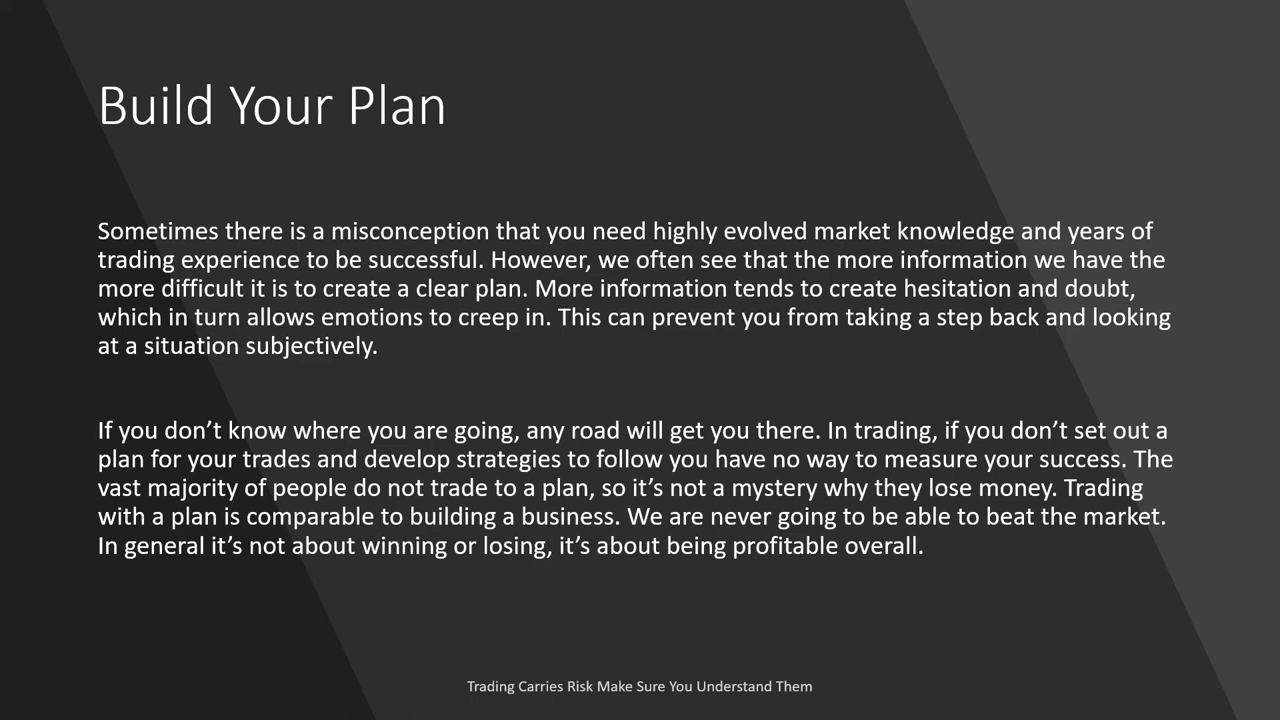 Build Your Plan
Sometimes there is a misconception that you need highly evolved market knowledge and years of
trading experience to be successful. However, we often see that the more information we have the
more difficult it is to create a clear plan. More information tends to create hesitation and doubt,
which in turn allows emotions to creep in. This can prevent you from taking a step back and looking
at a situation subjectively.
If you don’t know where you are going, any road will get you there. In trading, if you don’t set out a
plan for your trades and develop strategies to follow you have no way to measure your success. The
vast majority of people do not trade to a plan, so it’s not a mystery why they lose money. Trading
with a plan is comparable to building a business. We are never going to be able to beat the market.
In general it’s not about winning or losing, it’s about being profitable overall.
Trading Carries Risk Make Sure You Understand Them